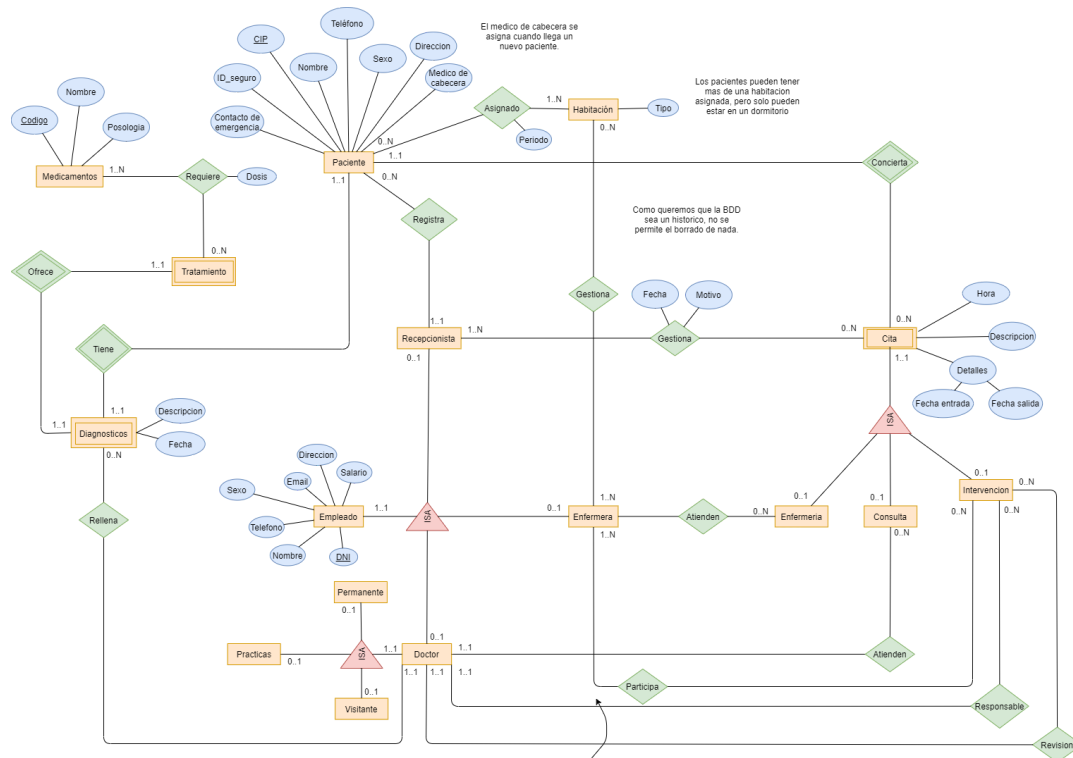 Teléfono
El medico de cabecera se
asigna cuando llega un
nuevo paciente.
CIP
Direccion
Nombre
Sexo
ID_seguro
Medico de
cabecera
Nombre
Los pacientes pueden tener
mas de una habitacion
asignada, pero solo pueden
estar en un dormitorio
Codigo
Posologia
Contacto de
emergencia
Asignado
1..N
Habitación
Tipo
0..N
Periodo
0..N
1..1
Paciente
1..1
0..N
Concierta
Medicamentos
1..N
Requiere
Dosis
Registra
Como queremos que la BDD
sea un historico, no se
permite el borrado de nada.
0..N
Ofrece
1..1
Tratamiento
Gestiona
Fecha
Motivo
Hora
1..1
0..N
Recepcionista
1..N
Gestiona
0..N
Cita
Descripcion
Tiene
0..1
1..1
Detalles
Fecha entrada
Fecha salida
1..1
Descripcion
1..1
Diagnosticos
Fecha
0..N
ISA
Direccion
Salario
Email
Sexo
0..1
Intervencion
0..N
Rellena
Empleado
1..1
ISA
1..N
0..1
Enfermera
1..N
Atienden
0..N
0..1
Enfermeria
0..1
Consulta
0..N
0..N
0..N
Telefono
Nombre
DNI
Permanente
0..1
0..1
Practicas
0..1
ISA
1..1
Doctor
1..1
1..1
1..1
1..1
Atienden
0..1
Visitante
Participa
Responsable
Revision